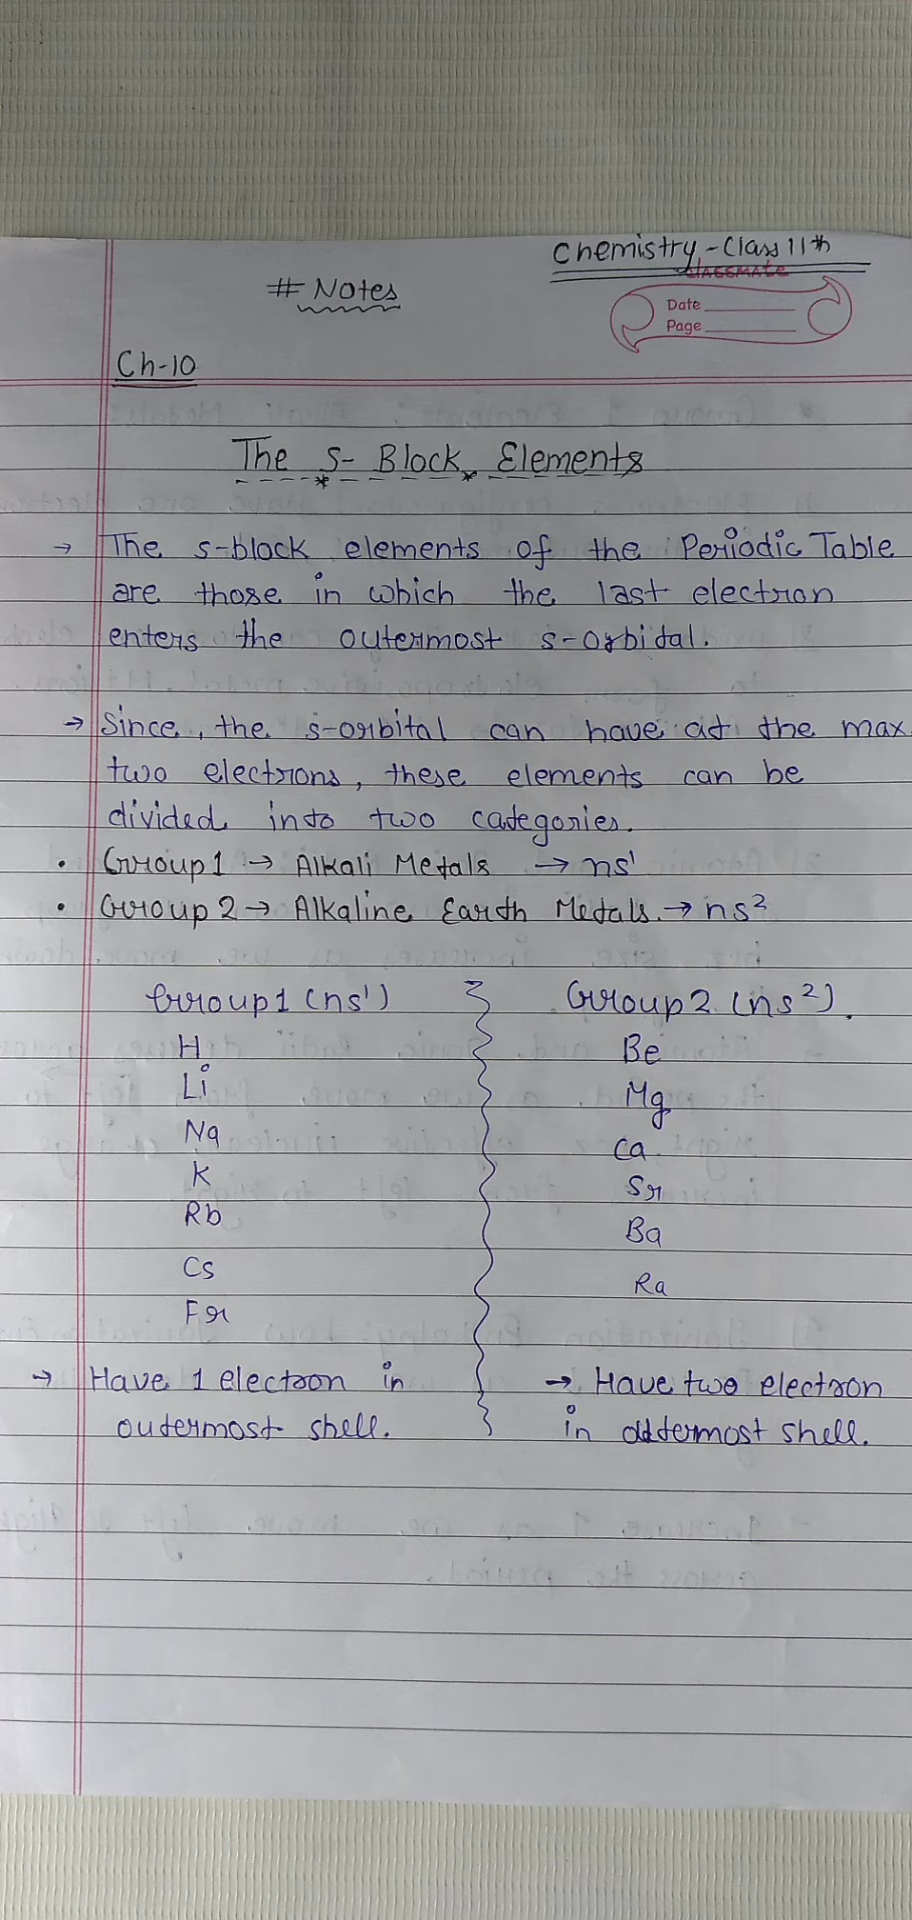 Chemistry - Class 11th
classmate
# Notes
Date
Page
Ch-10
The s- Block Elements
→ The s-block elements of the Periodic Table
are those in which the last electron
enters the outermost s-orbital.
→ Since, the s-orbital can have at the max
two electrons, these elements can be
divided into two categories.
• Group 1 → Alkali Metals → ns¹
• Group 2 → Alkaline Earth Metals. → ns²
Group 1 (ns¹)
H
Li
Na
K
Rb
Cs
Fr
→ Have 1 electron in
outermost shell.
Group 2 (ns²).
Be
Mg
Ca
Sr
Ba
Ra
→ Have two electron
in outermost shell.